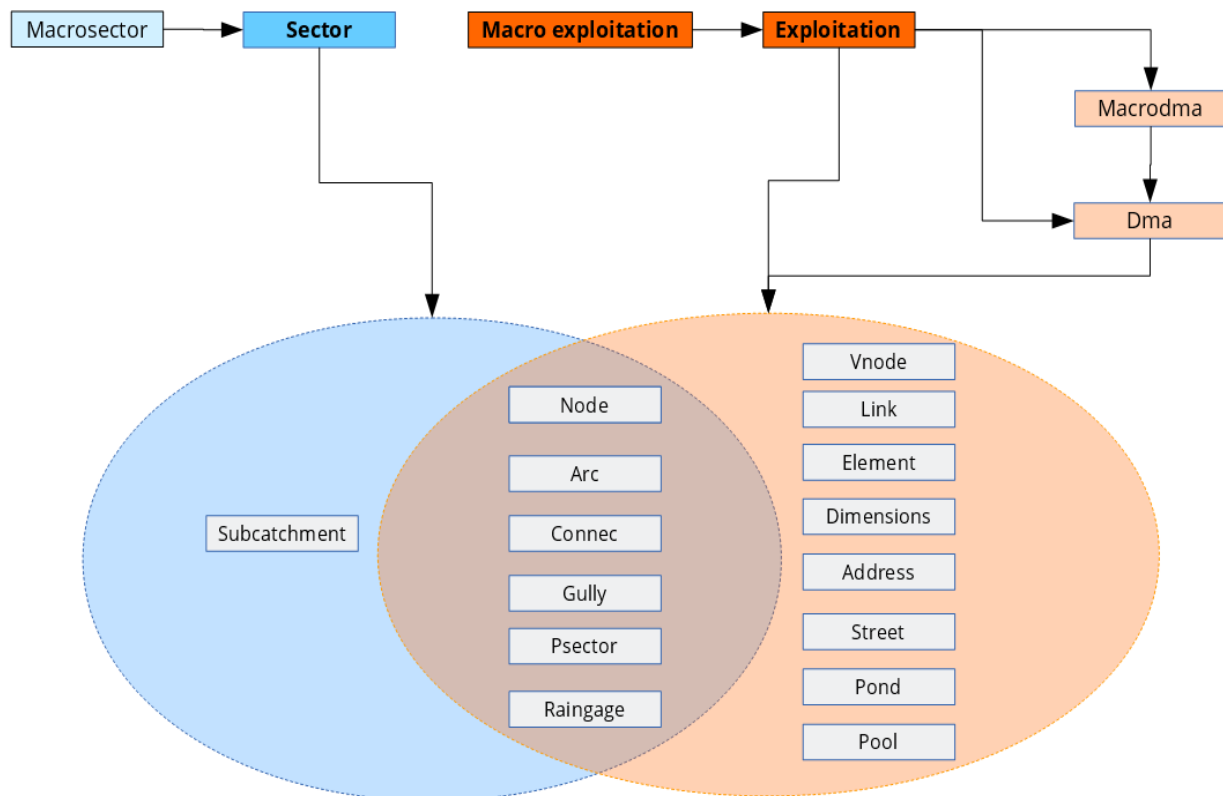 Macrosector
Sector
Macro exploitation
Exploitation
Macrodma
Dma
Vnode
Node
Link
Arc
Element
Subcatchment
Connec
Dimensions
Address
Gully
Psector
Street
Raingage
Pond
Pool